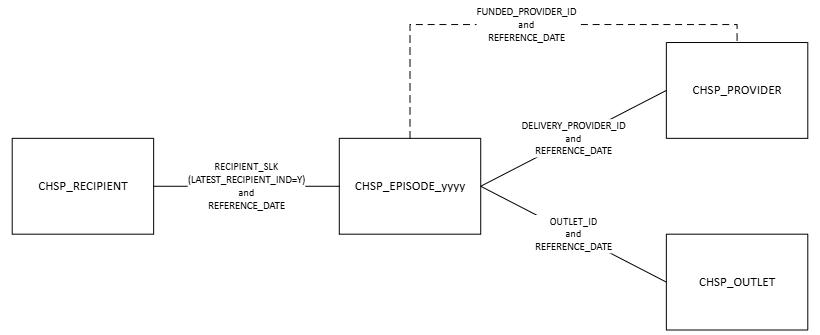 FUNDED_PROVIDER_ID
and
REFERENCE_DATE
CHSP_PROVIDER
DELIVERY_PROVIDER_ID
and
REFERENCE_DATE
CHSP_RECIPIENT
RECIPIENT_SLK
(LATEST_RECIPIENT_IND=Y)
and
REFERENCE_DATE
CHSP_EPISODE_yyyy
OUTLET_ID
and
REFERENCE_DATE
CHSP_OUTLET